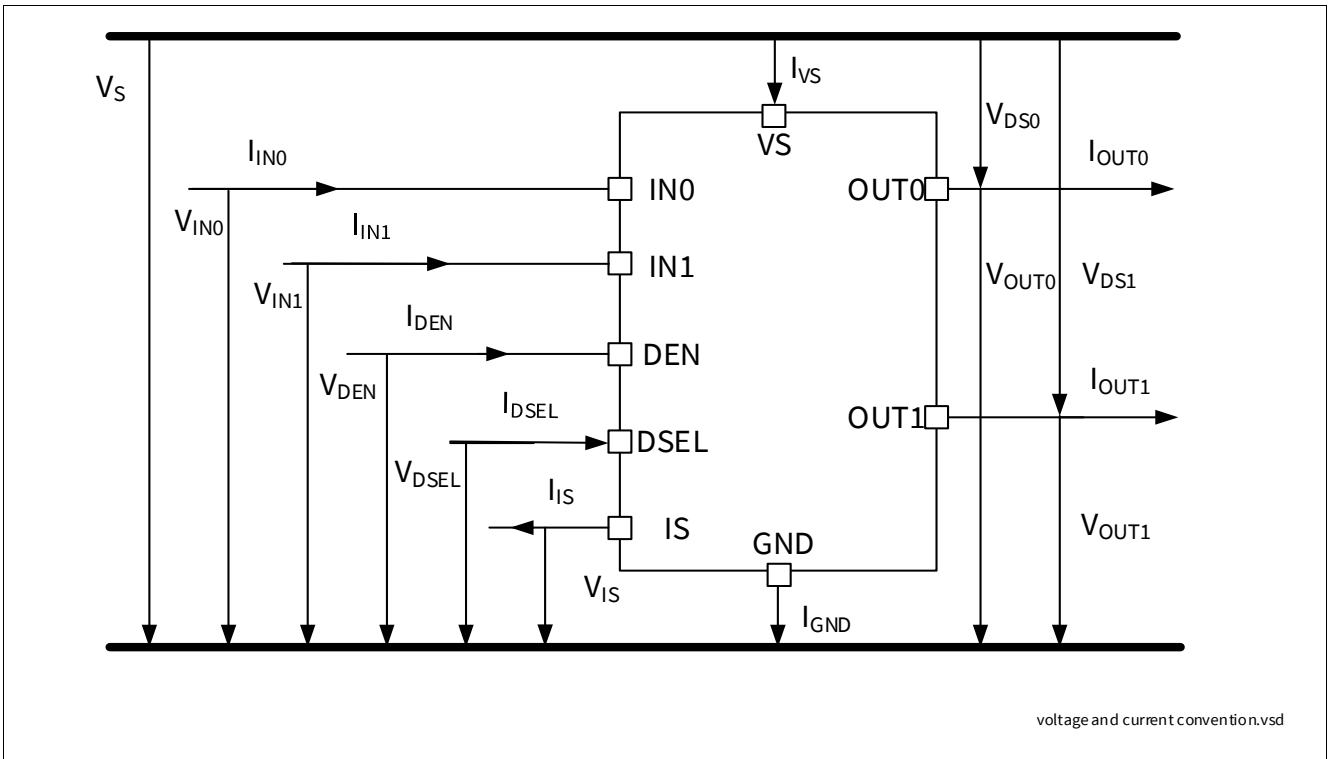 VS
IVS
VS
VDS0
IIN0
IN0
OUT0
IOUT0
VIN0
IIN1
IN1
VIN1
VOUT0
VDS1
IDEN
DEN
VDEN
IDSEL
DSEL
OUT1
IOUT1
VDSEL
IIS
IS
VOUT1
GND
VIS
IGND
voltage and current convention.vsd